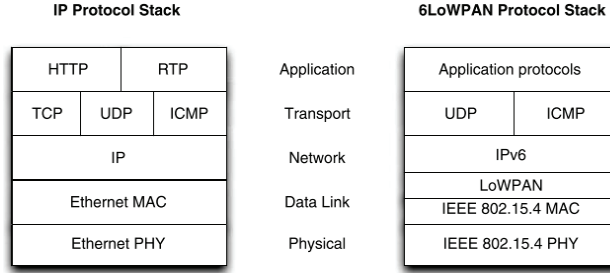 IP Protocol Stack 6LoWPAN Protocol Stack
HTTP RTP Application Application protocols
TCP UDP ICMP Transport UDP ICMP
IP Network IPv6
LoWPAN
Ethernet MAC Data Link
IEEE 802.15.4 MAC
Ethernet PHY Physical IEEE 802.15.4 PHY